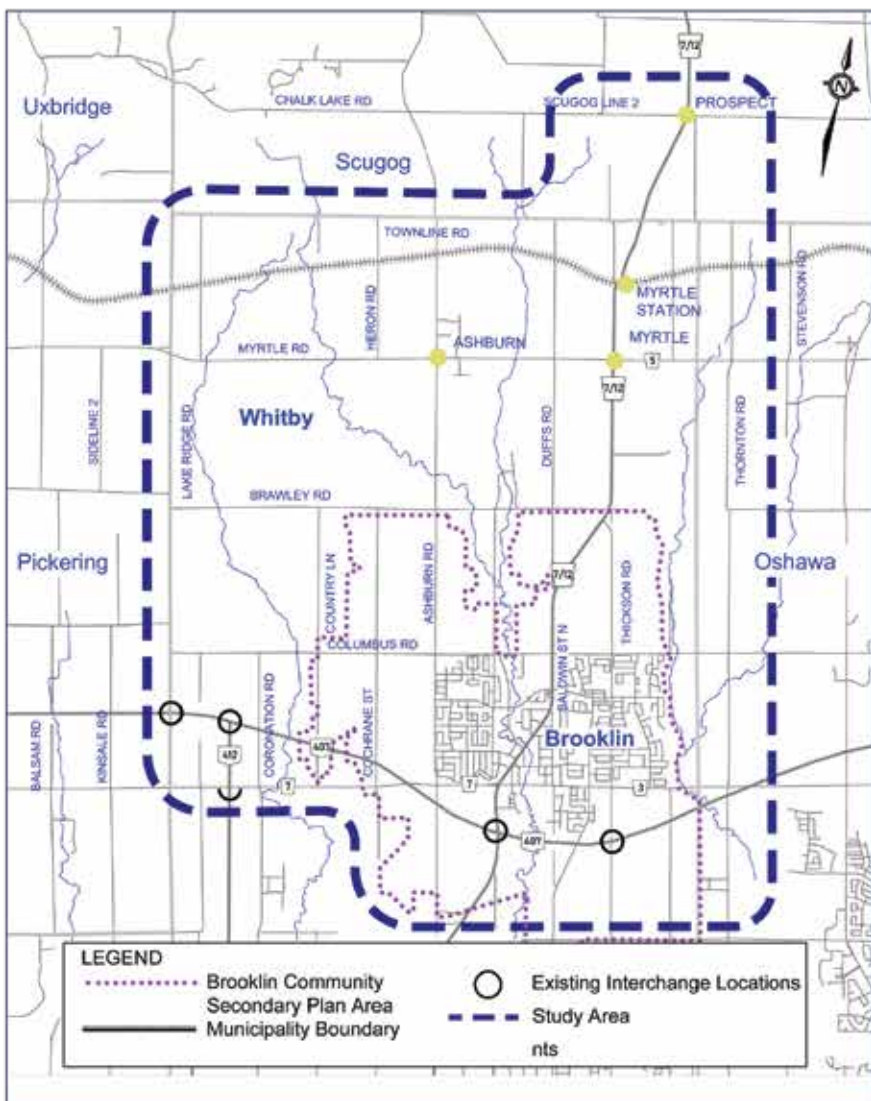 7/12
Uxbridge
CHALK LAKE RD
SCUGOG LINE 2
PROSPECT
N
Scugog
TOWNLINE RD
STEVENSON RD
HERON RD
MYRTLE
STATION
MYRTLE RD
ASHBURN
MYRTLE
5
7/12
SIDELINE 2
LAKE RIDGE RD
Whitby
DUFFS RD
THORNTON RD
BRAWLEY RD
Pickering
COUNTRY LN
ASHBURN RD
7/12
THICKSON RD
Oshawa
COLUMBUS RD
BALDWIN ST N
BALSAM RD
KINSALE RD
412
CORONATION RD
407
COCHRANE ST
Brooklin
7
7
3
407
LEGEND
Brooklin Community
Secondary Plan Area
Municipality Boundary
Existing Interchange Locations
Study Area
nts